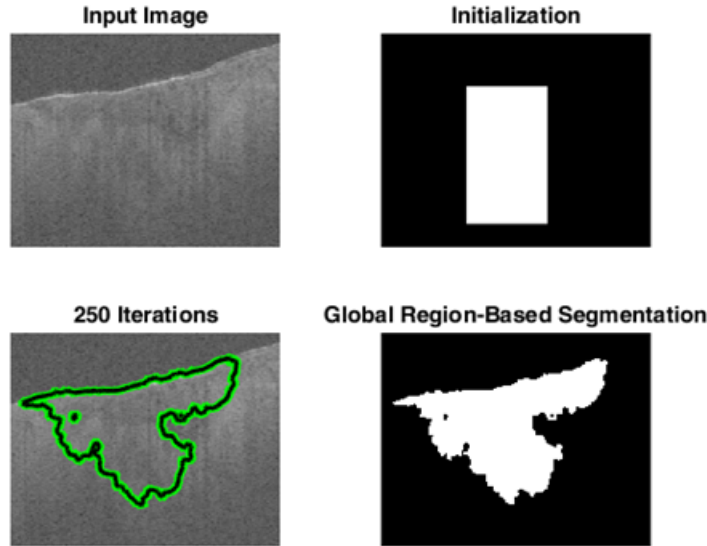 Input Image
Initialization
250 Iterations
Global Region-Based Segmentation